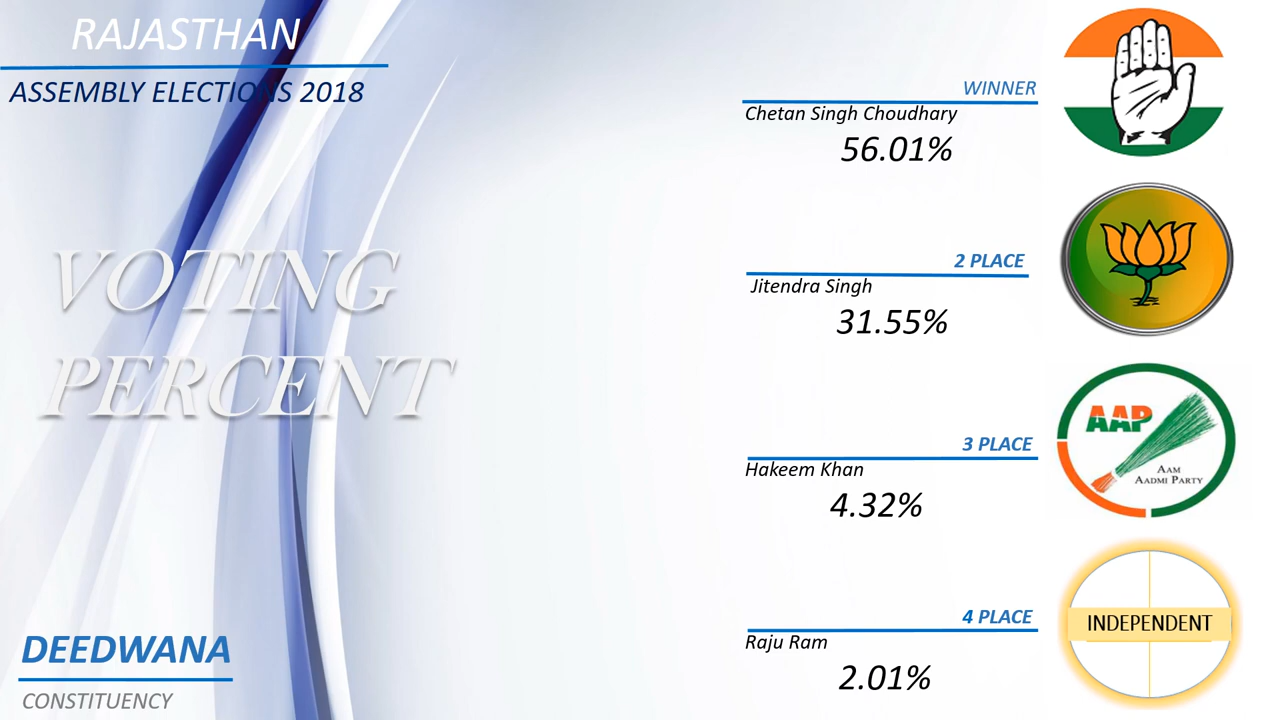 RAJASTHAN
ASSEMBLY ELECTIONS 2018
VOTING
PERCENT
DEEDWANA
CONSTITUENCY
WINNER
Chetan Singh Choudhary
56.01%
2 PLACE
Jitendra Singh
31.55%
3 PLACE
Hakeem Khan
4.32%
AAP
AAM
AADMI PARTY
4 PLACE
Raju Ram
2.01%
INDEPENDENT